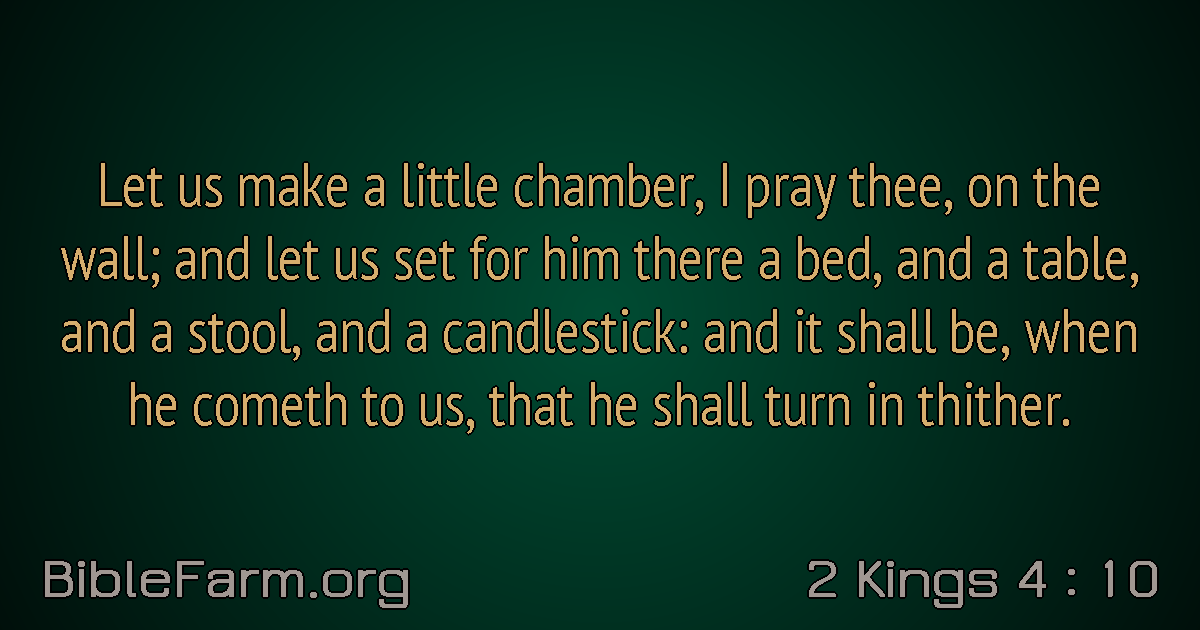 Let us make a little chamber, I pray thee, on the
wall; and let us set for him there a bed, and a table,
and a stool, and a candlestick: and it shall be, when
he cometh to us, that he shall turn in thither.
BibleFarm.org
2 Kings 4 : 10